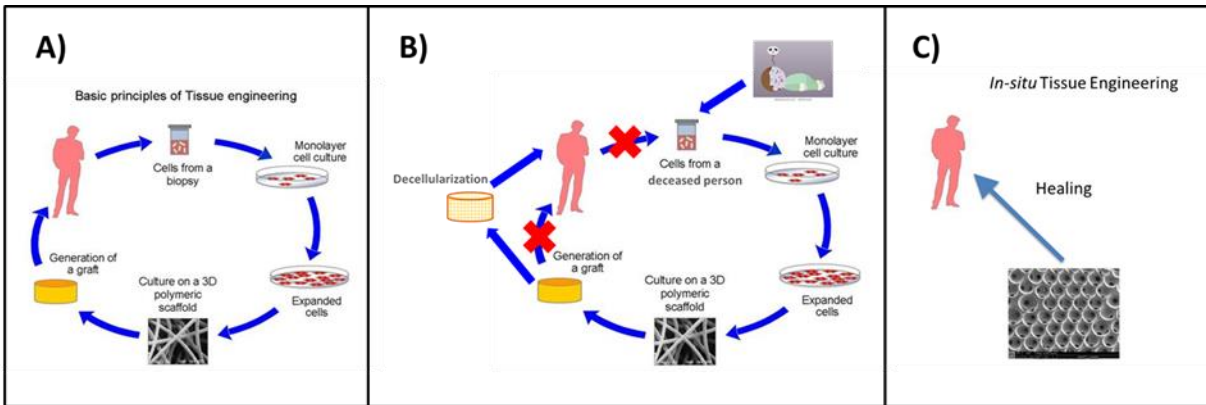 A)
Basic principles of Tissue engineering
Cells from a
biopsy
Monolayer
cell culture
Expanded
cells
Culture on a 3D
polymeric
scaffold
Generation of
a graft
B)
Cells from a
deceased person
Monolayer
cell culture
Expanded
cells
Culture on a 3D
polymeric
scaffold
Generation of
a graft
Decellularization
C)
In-situ Tissue Engineering
Healing